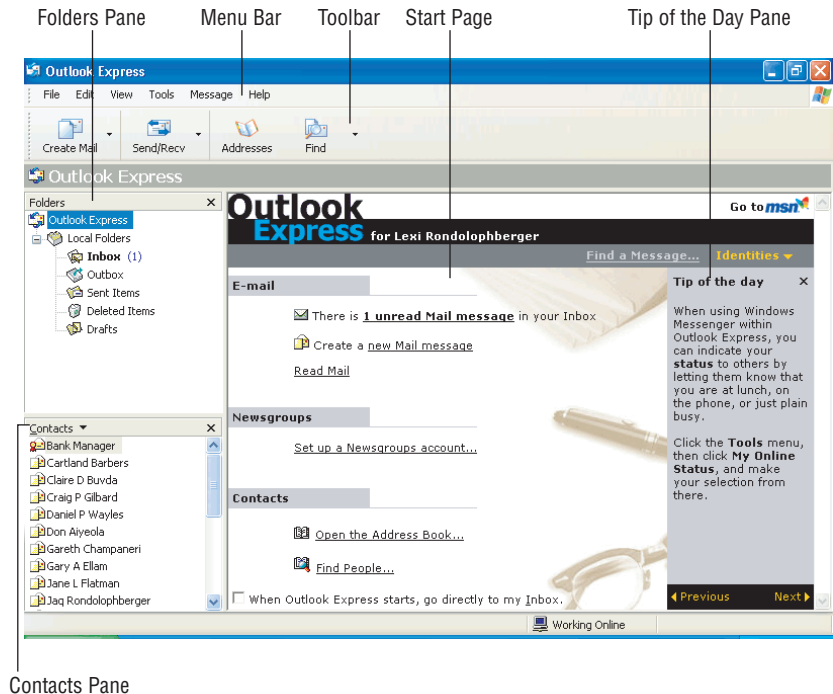 Folders Pane
Menu Bar
Toolbar
Start Page
Tip of the Day Pane
Outlook Express
File Edit View Tools Message Help
Create Mail
Send/Recv
Addresses
Find
Outlook Express
Folders
Outlook Express
Local Folders
Inbox (1)
Outbox
Sent Items
Deleted Items
Drafts
Contacts
Bank Manager
Cartland Barbers
Claire D Buvda
Craig P Gilbard
Daniel P Wayles
Don Aiyeola
Gareth Champaneri
Gary A Ellam
Jane L Flatman
Jaq Rondolophberger
Outlook
Express for Lexi Rondolophberger
Go to msn
Find a Message... Identities
E-mail
There is 1 unread Mail message in your Inbox
Create a new Mail message
Read Mail
Newsgroups
Set up a Newsgroups account...
Contacts
Open the Address Book...
Find People...
When Outlook Express starts, go directly to my Inbox.
Tip of the day
When using Windows
Messenger within
Outlook Express, you
can indicate your
status to others by
letting them know that
you are at lunch, on
the phone, or just plain
busy.
Click the Tools menu,
then click My Online
Status, and make
your selection from
there.
Previous Next
Working Online
Contacts Pane